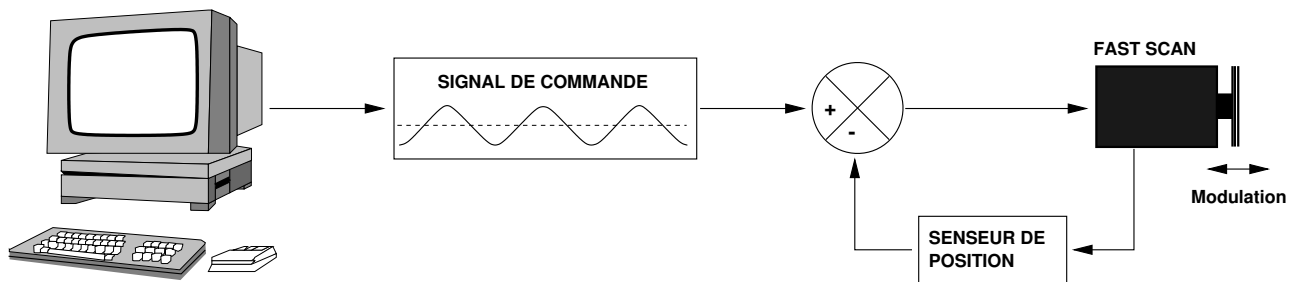 SIGNAL DE COMMANDE
+
-
FAST SCAN
Modulation
SENSEUR DE
POSITION